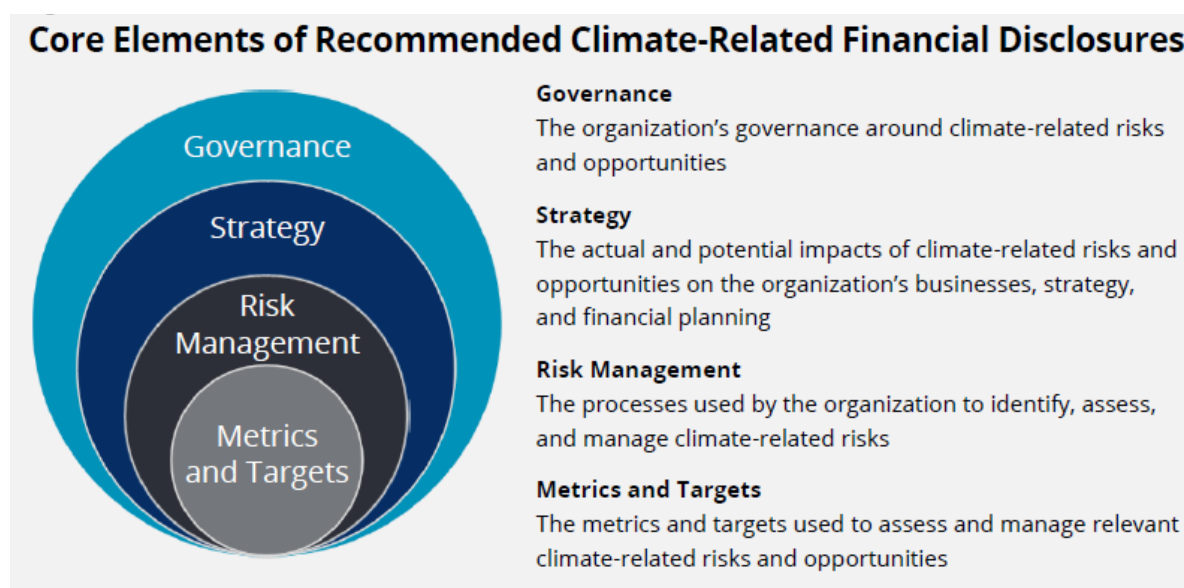 Core Elements of Recommended Climate-Related Financial Disclosures
Governance
Strategy
Risk
Management
Metrics
and Targets
Governance
The organization’s governance around climate-related risks
and opportunities
Strategy
The actual and potential impacts of climate-related risks and
opportunities on the organization’s businesses, strategy,
and financial planning
Risk Management
The processes used by the organization to identify, assess,
and manage climate-related risks
Metrics and Targets
The metrics and targets used to assess and manage relevant
climate-related risks and opportunities